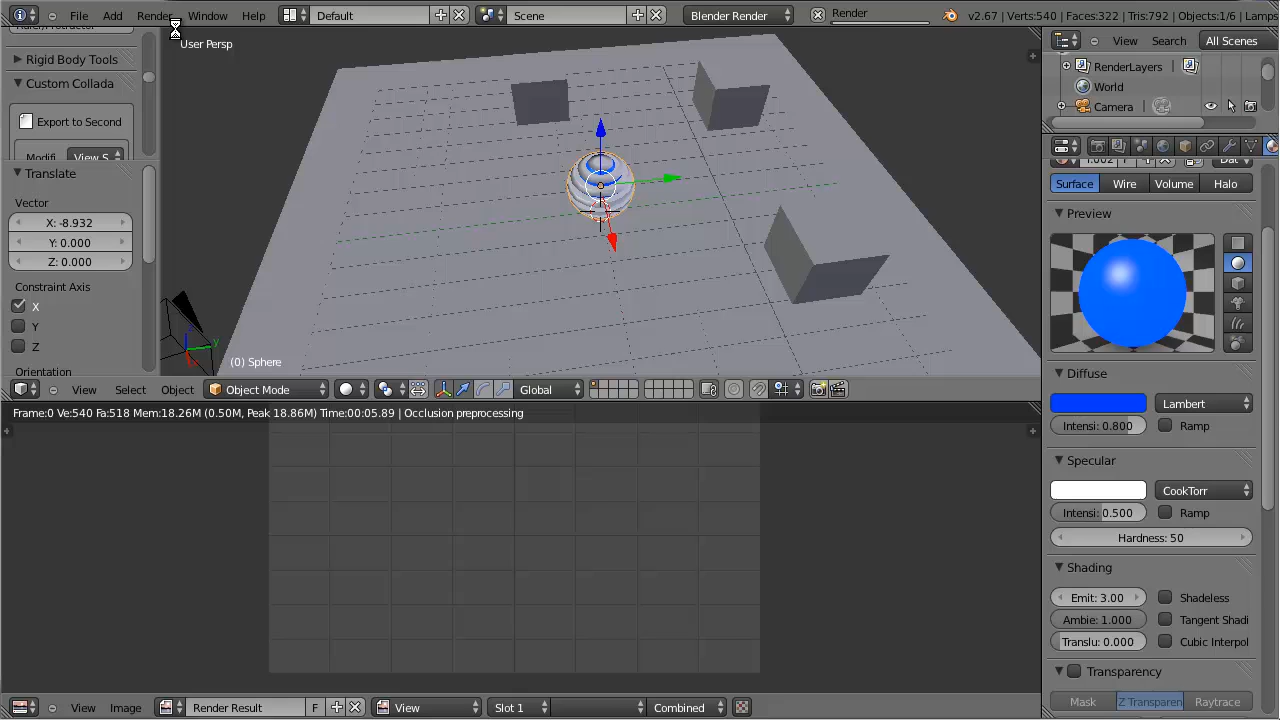 File Add Render Window Help Default Scene Blender Render Render v2.67 | Verts:540 | Faces:322 | Tris:792 | Objects:1/6 | Lamps
User Persp
View Search All Scenes
RenderLayers
World
Camera
Rigid Body Tools
Custom Collada
Export to Second
View S
Translate
Vector
X: -8.932
Y: 0.000
Z: 0.000
Constraint Axis
X
Y
Z
Orientation
(0) Sphere
View Select Object Object Mode Global
Frame:0 Ve:540 Fa:518 Mem:18.26M (0.50M, Peak 18.86M) Time:00:05.89 | Occlusion preprocessing
View Image Render Result F View Slot 1 Combined
Surface Wire Volume Halo
Preview
Diffuse
Lambert
Intensi: 0.800 Ramp
Specular
CookTorr
Intensi: 0.500 Ramp
Hardness: 50
Shading
Emit: 3.00 Shadeless
Ambie: 1.000 Tangent Shadi
Translu: 0.000 Cubic Interpol
Transparency
Mask Z Transparen Raytrace